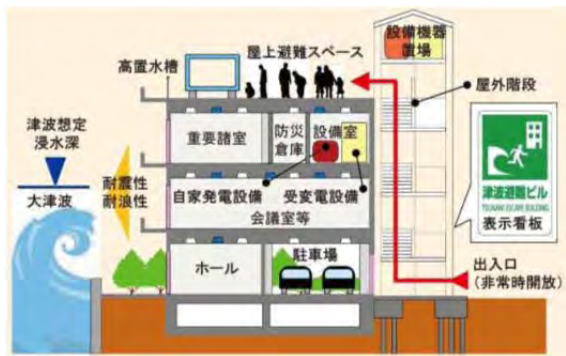 設備機器
置場
屋上避難スペース
高置水槽
屋外階段
津波想定
浸水深
重要諸室
防災
倉庫
設備室
耐震性
耐浪性
大津波
自家発電設備
受変電設備
会議室等
津波避難ビル
TSUNAMI ESCAPE BUILDING
表示看板
ホール
駐車場
出入口
(非常時開放)